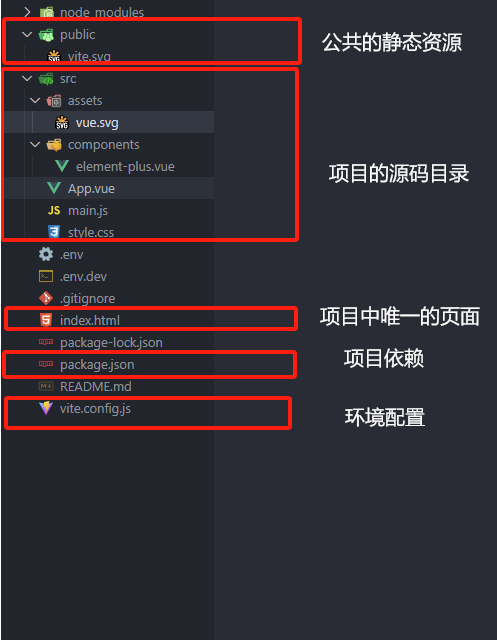 node_modules
public
公共的静态资源
vite.svg
src
assets
vue.svg
components
element-plus.vue
项目的源码目录
App.vue
JS main.js
style.css
.env
.env.dev
.gitignore
index.html
项目中唯一的页面
package-lock.json
package.json
项目依赖
README.md
vite.config.js
环境配置